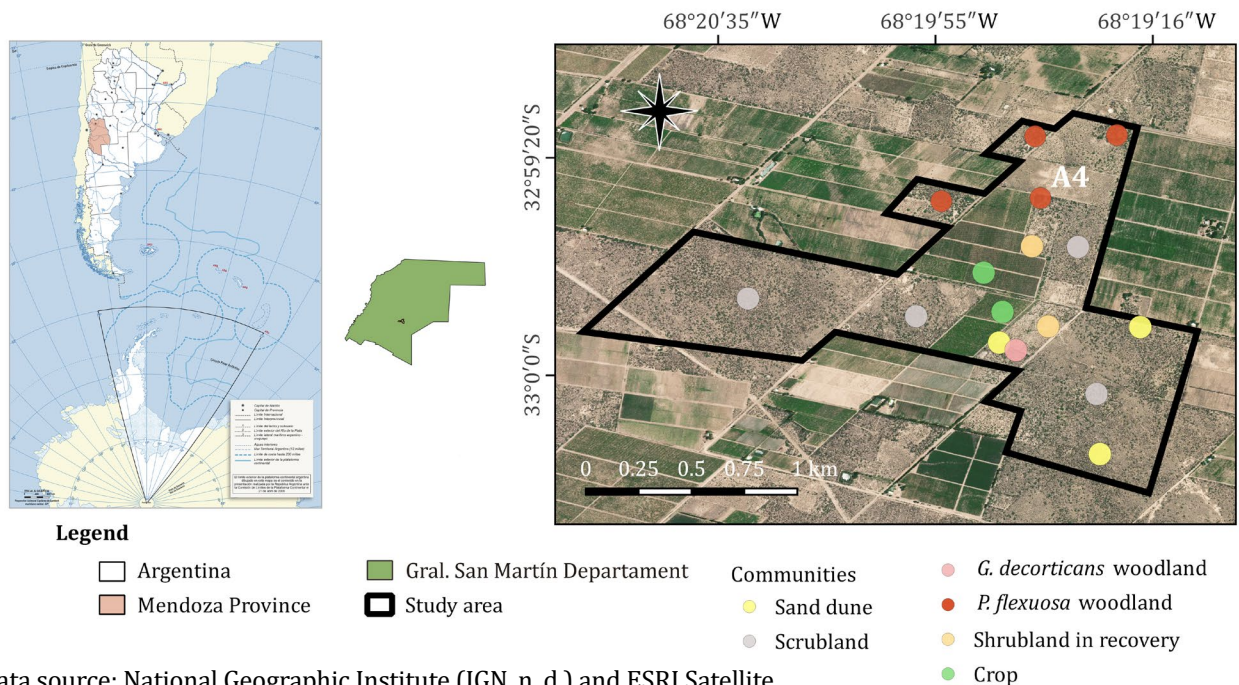 68°20′35″W 68°19′55″W 68°19′16″W
32°59′20″S
33°0′0″S
A4
0 0.25 0.5 0.75 1 km
Legend
Argentina
Mendoza Province
Gral. San Martín Departament
Study area
Communities
Sand dune
Scrubland
G. decorticans woodland
P. flexuosa woodland
Shrubland in recovery
Crop
ata source: National Geographic Institute (IGN, n. d.) and ESRI Satellite